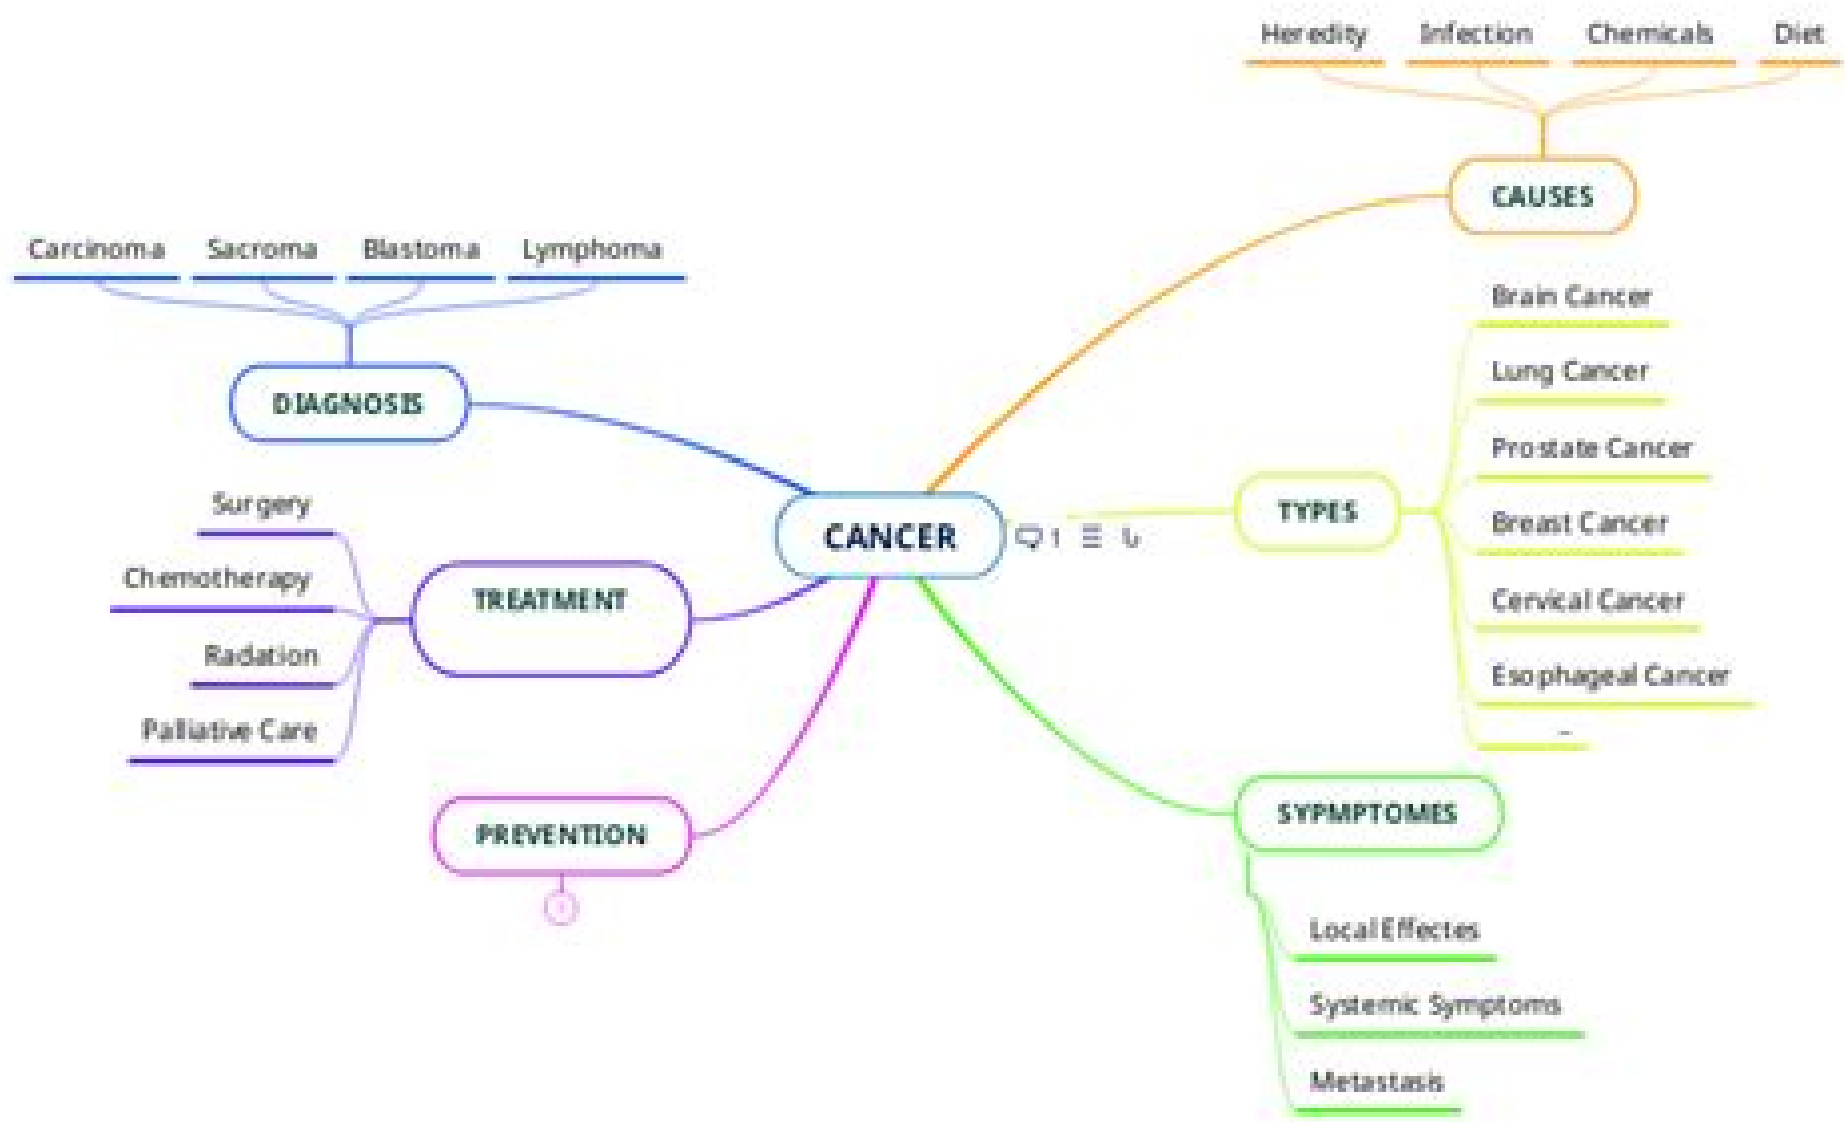 Heredity Infection Chemicals Diet
CAUSES
Carcinoma Sacroma Blastoma Lymphoma
DIAGNOSIS
Brain Cancer
Lung Cancer
Prostate Cancer
Breast Cancer
Cervical Cancer
Esophageal Cancer
TYPES
CANCER
1
Surgery
Chemotherapy
Radation
Palliative Care
TREATMENT
PREVENTION
SYPMPTOMES
Local Effectes
Systemic Symptoms
Metastasis